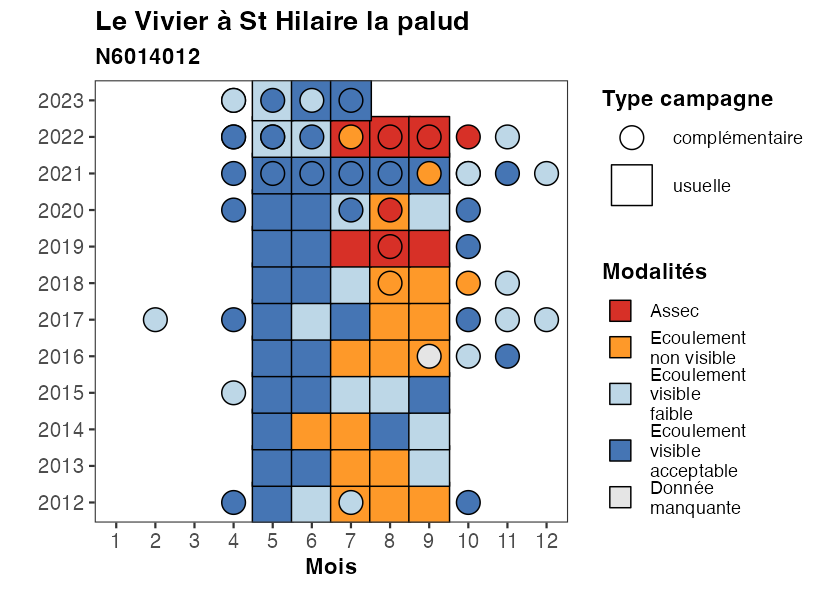 Le Vivier à St Hilaire la palud
N6014012
2023
2022
2021
2020
2019
2018
2017
2016
2015
2014
2013
2012
1 2 3 4 5 6 7 8 9 10 11 12
Mois
Type campagne
complémentaire
usuelle
Modalités
Assec
Ecoulement
non visible
Ecoulement
visible
faible
Ecoulement
visible
acceptable
Donnée
manquante